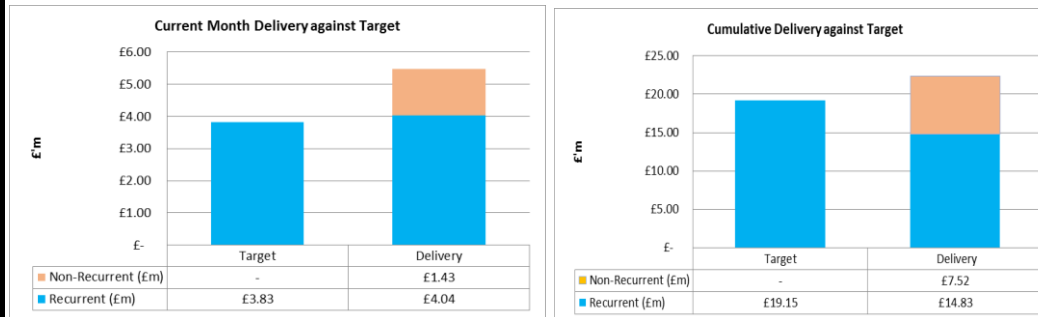 Current Month Delivery against Target
£'m
£6.00
£5.00
£4.00
£3.00
£2.00
£1.00
£-
Target Delivery
Non-Recurrent (£m) - £1.43
Recurrent (£m) £3.83 £4.04
Cumulative Delivery against Target
£'m
£25.00
£20.00
£15.00
£10.00
£5.00
£-
Target Delivery
Non-Recurrent (£m) - £7.52
Recurrent (£m) £19.15 £14.83